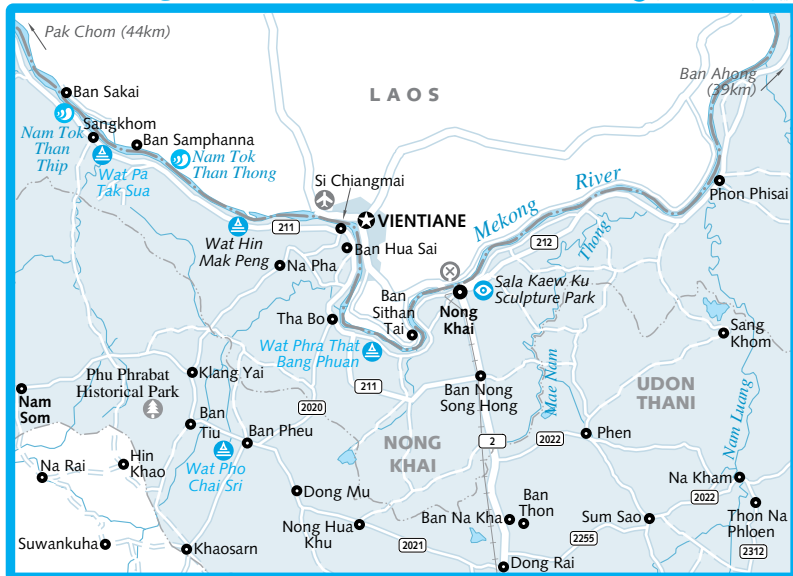 Pak Chom (44km)
LAOS
Ban Ahong
(39km)
Ban Sakai
Sangkhom
Nam Tok
Than
Thip
Ban Samphanna
Nam Tok
Than Thong
Wat Pa
Tak Sua
Si Chiangmai
VIENTIANE
Mekong
River
Phon Phisai
211
Wat Hin
Mak Peng
Ban Hua Sai
Na Pha
212
Thong
Sala Kaew Ku
Sculpture Park
Ban
Sithan
Tai
Nong
Khai
Tha Bo
Sang
Khom
Wat Phra That
Bang Phuan
Phu Phrabat
Historical Park
Klang Yai
211
Ban Nong
Song Hong
Mae Nam
UDON
THANI
Nam
Som
2020
Ban
Tiu
Ban Pheu
NONG
KHAI
2
2022
Phen
Nam Luang
Wat Pho
Chai Sri
Na Rai
Hin
Khao
Na Kham
Dong Mu
2022
Ban
Thon
Nong Hua
Khu
Ban Na Kha
Sum Sao
Thon Na
Phloen
Suwankuha
Khaosarn
2021
2255
2312
Dong Rai